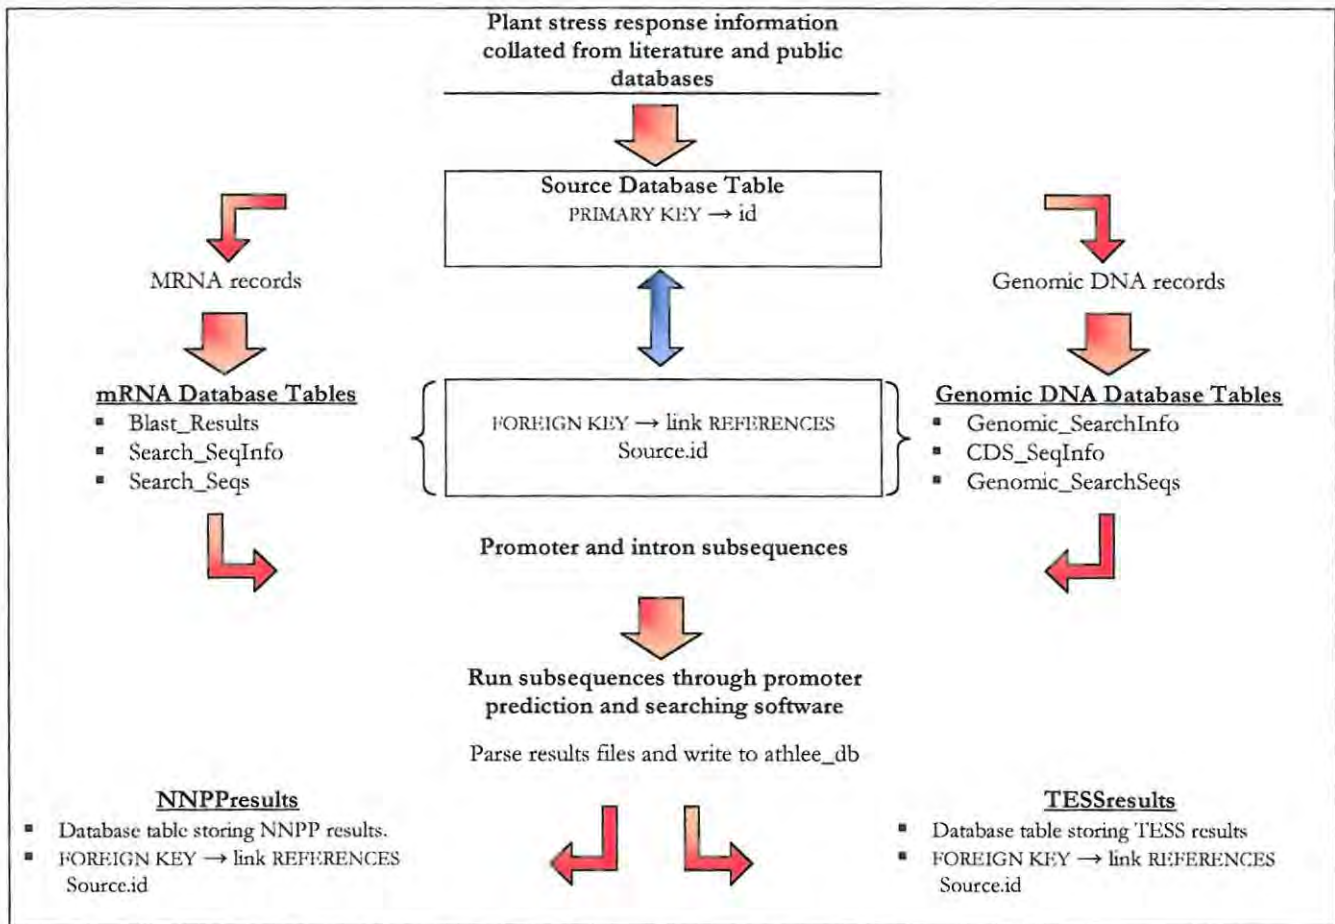 Plant stress response information
collated from literature and public
databases
Source Database Table
PRIMARY KEY → id
MRNA records
Genomic DNA records
mRNA Database Tables
▪ Blast_Results
▪ Search_SeqInfo
▪ Search_Seqs
FOREIGN KEY → link REFERENCES
Source.id
Genomic DNA Database Tables
▪ Genomic_SearchInfo
▪ CDS_SeqInfo
▪ Genomic_SearchSeqs
Promoter and intron subsequences
Run subsequences through promoter
prediction and searching software
Parse results files and write to athlee_db
NNPPresults
▪ Database table storing NNPP results.
▪ FOREIGN KEY → link REFERENCES
Source.id
TESSresults
▪ Database table storing TESS results
▪ FOREIGN KEY → link REFERENCES
Source.id